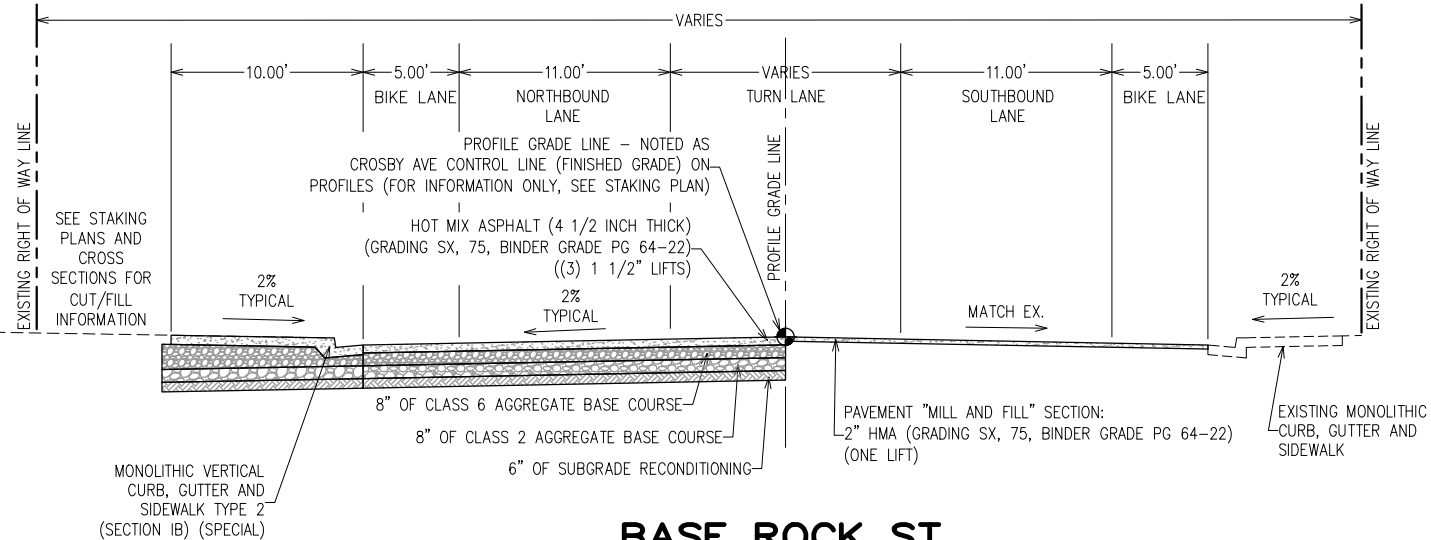 VARIES
10.00'
5.00'
11.00'
VARIES
11.00'
5.00'
BIKE LANE
NORTHBOUND
LANE
TURN LANE
SOUTHBOUND
LANE
BIKE LANE
EXISTING RIGHT OF WAY LINE
PROFILE GRADE LINE – NOTED AS
CROSBY AVE CONTROL LINE (FINISHED GRADE) ON
PROFILES (FOR INFORMATION ONLY, SEE STAKING PLAN)
PROFILE GRADE LINE
EXISTING RIGHT OF WAY LINE
SEE STAKING
PLANS AND
CROSS
SECTIONS FOR
CUT/FILL
INFORMATION
HOT MIX ASPHALT (4 1/2 INCH THICK)
(GRADING SX, 75, BINDER GRADE PG 64-22)
((3) 1 1/2" LIFTS)
2%
TYPICAL
2%
TYPICAL
MATCH EX.
2%
TYPICAL
8" OF CLASS 6 AGGREGATE BASE COURSE
8" OF CLASS 2 AGGREGATE BASE COURSE
6" OF SUBGRADE RECONDITIONING
PAVEMENT "MILL AND FILL" SECTION:
2" HMA (GRADING SX, 75, BINDER GRADE PG 64-22)
(ONE LIFT)
EXISTING MONOLITHIC
CURB, GUTTER AND
SIDEWALK
MONOLITHIC VERTICAL
CURB, GUTTER AND
SIDEWALK TYPE 2
(SECTION IB) (SPECIAL)
BASE ROCK ST